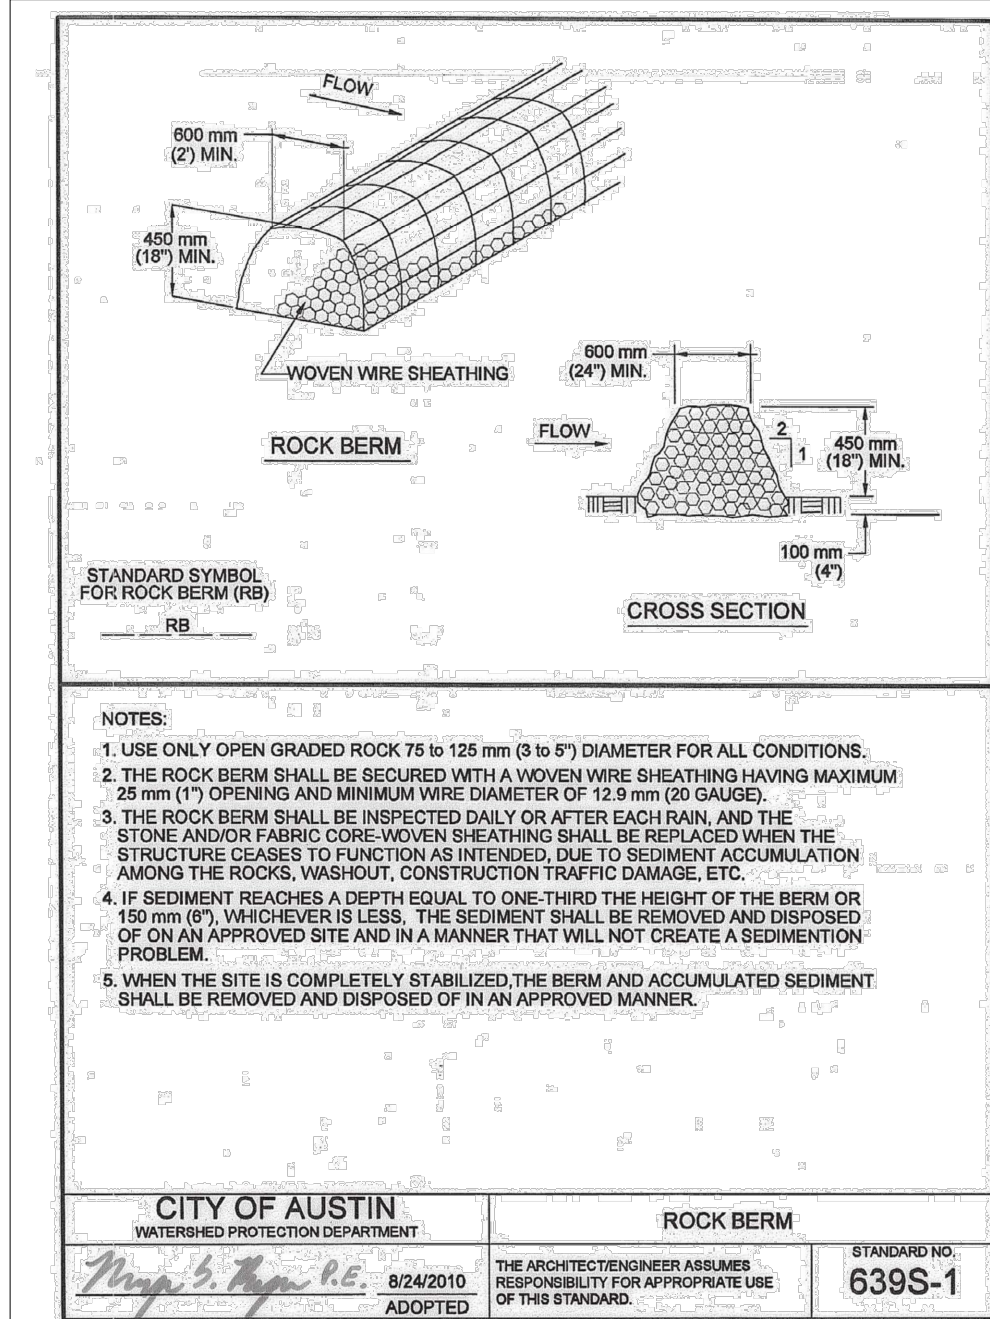 FLOW
600 mm
(2') MIN.
450 mm
(18") MIN.
WOVEN WIRE SHEATHING
ROCK BERM
600 mm
(24") MIN.
FLOW
2
1
450 mm
(18") MIN.
100 mm
(4")
STANDARD SYMBOL
FOR ROCK BERM (RB)
RB
CROSS SECTION
NOTES:
1. USE ONLY OPEN GRADED ROCK 75 to 125 mm (3 to 5") DIAMETER FOR ALL CONDITIONS.
2. THE ROCK BERM SHALL BE SECURED WITH A WOVEN WIRE SHEATHING HAVING MAXIMUM
25 mm (1") OPENING AND MINIMUM WIRE DIAMETER OF 12.9 mm (20 GAUGE).
3. THE ROCK BERM SHALL BE INSPECTED DAILY OR AFTER EACH RAIN, AND THE
STONE AND/OR FABRIC CORE-WOVEN SHEATHING SHALL BE REPLACED WHEN THE
STRUCTURE CEASES TO FUNCTION AS INTENDED, DUE TO SEDIMENT ACCUMULATION
AMONG THE ROCKS, WASHOUT, CONSTRUCTION TRAFFIC DAMAGE, ETC.
4. IF SEDIMENT REACHES A DEPTH EQUAL TO ONE-THIRD THE HEIGHT OF THE BERM OR
150 mm (6"), WHICHEVER IS LESS, THE SEDIMENT SHALL BE REMOVED AND DISPOSED
OF ON AN APPROVED SITE AND IN A MANNER THAT WILL NOT CREATE A SEDIMENTION
PROBLEM.
5. WHEN THE SITE IS COMPLETELY STABILIZED,THE BERM AND ACCUMULATED SEDIMENT
SHALL BE REMOVED AND DISPOSED OF IN AN APPROVED MANNER.
CITY OF AUSTIN
WATERSHED PROTECTION DEPARTMENT
ROCK BERM
P.E.
8/24/2010
ADOPTED
THE ARCHITECT/ENGINEER ASSUMES
RESPONSIBILITY FOR APPROPRIATE USE
OF THIS STANDARD.
STANDARD NO.
639S-1